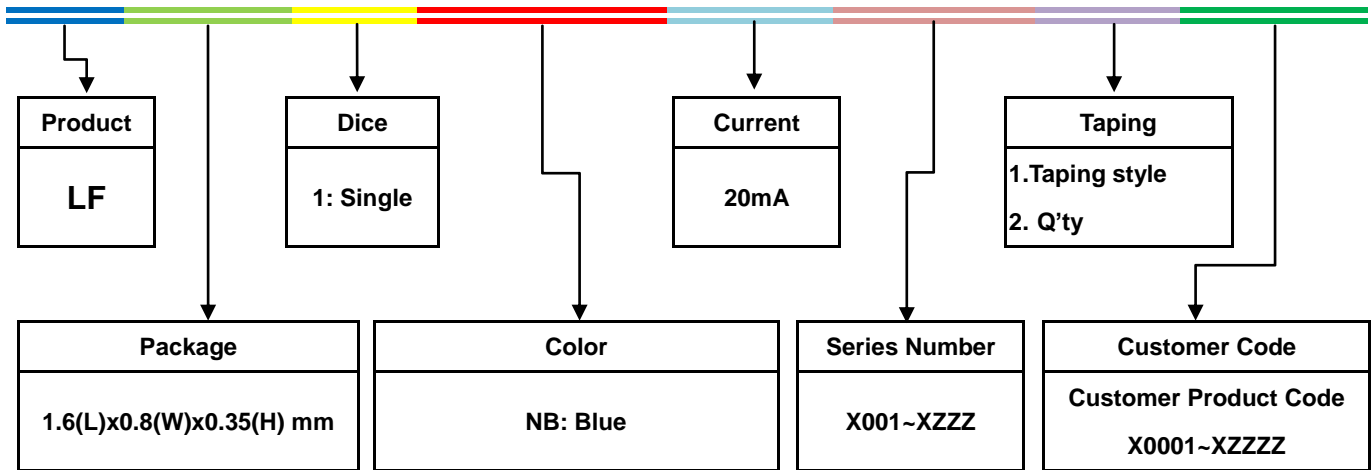 Product
LF
Dice
1: Single
Current
20mA
Taping
1.Taping style
2. Q’ty
Package
1.6(L)x0.8(W)x0.35(H) mm
Color
NB: Blue
Series Number
X001~XZZZ
Customer Code
Customer Product Code
X0001~XZZZZ